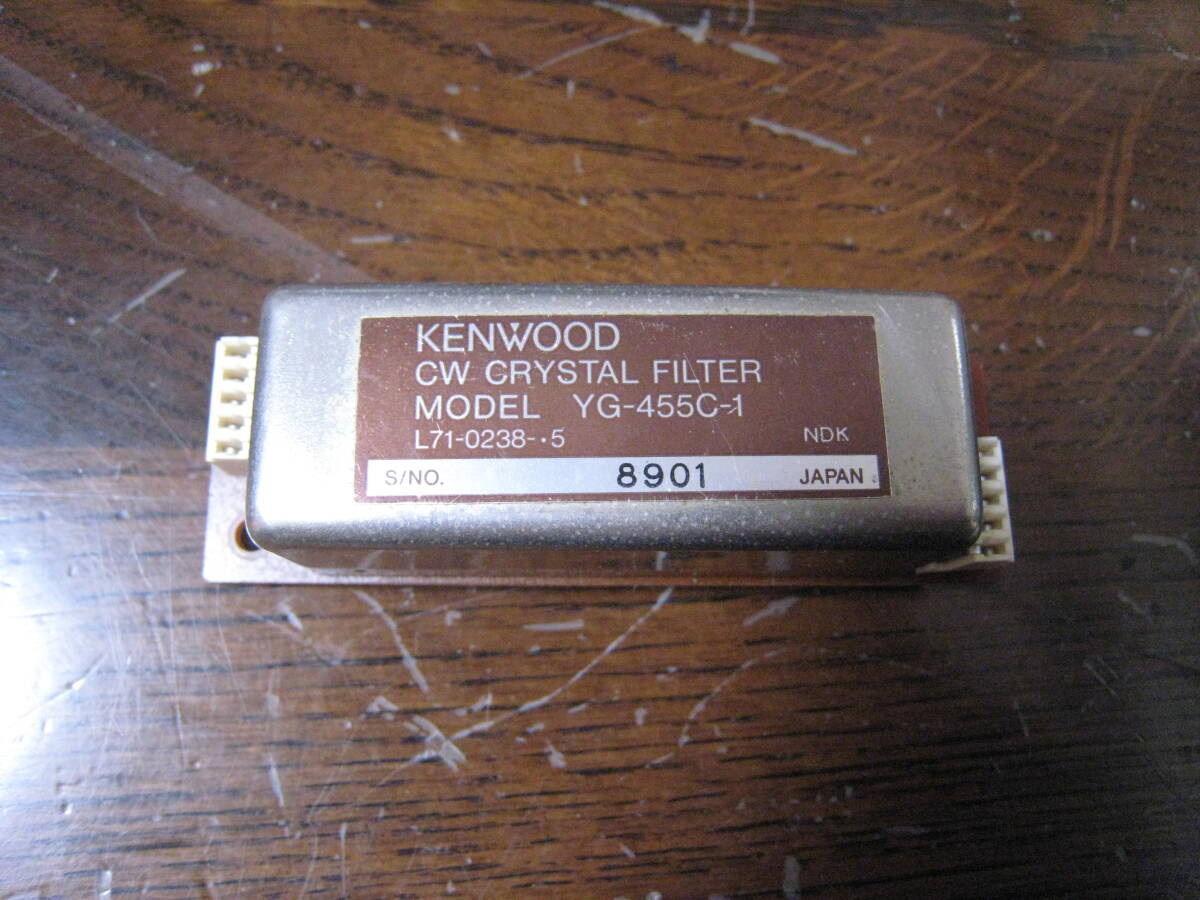 KENWOOD
CW CRYSTAL FILTER
MODEL YG-455C-1
L71-0238-·5
NDK
S/NO. 8901 JAPAN